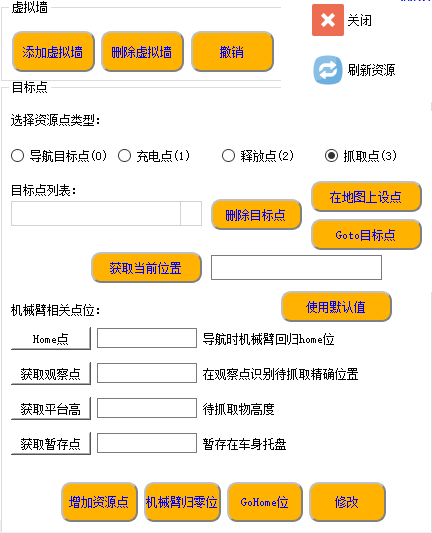 虚拟墙
关闭
添加虚拟墙 删除虚拟墙 撤销
刷新资源
目标点
选择资源点类型：
导航目标点(0) 充电点(1) 释放点(2) 抓取点(3)
目标点列表：
在地图上设点
删除目标点
Goto目标点
获取当前位置
机械臂相关点位：
使用默认值
Home点 导航时机械臂回归home位
获取观察点 在观察点识别待抓取精确位置
获取平台高 待抓取物高度
获取暂存点 暂存在车身托盘
增加资源点 机械臂归零位 GoHome位 修改